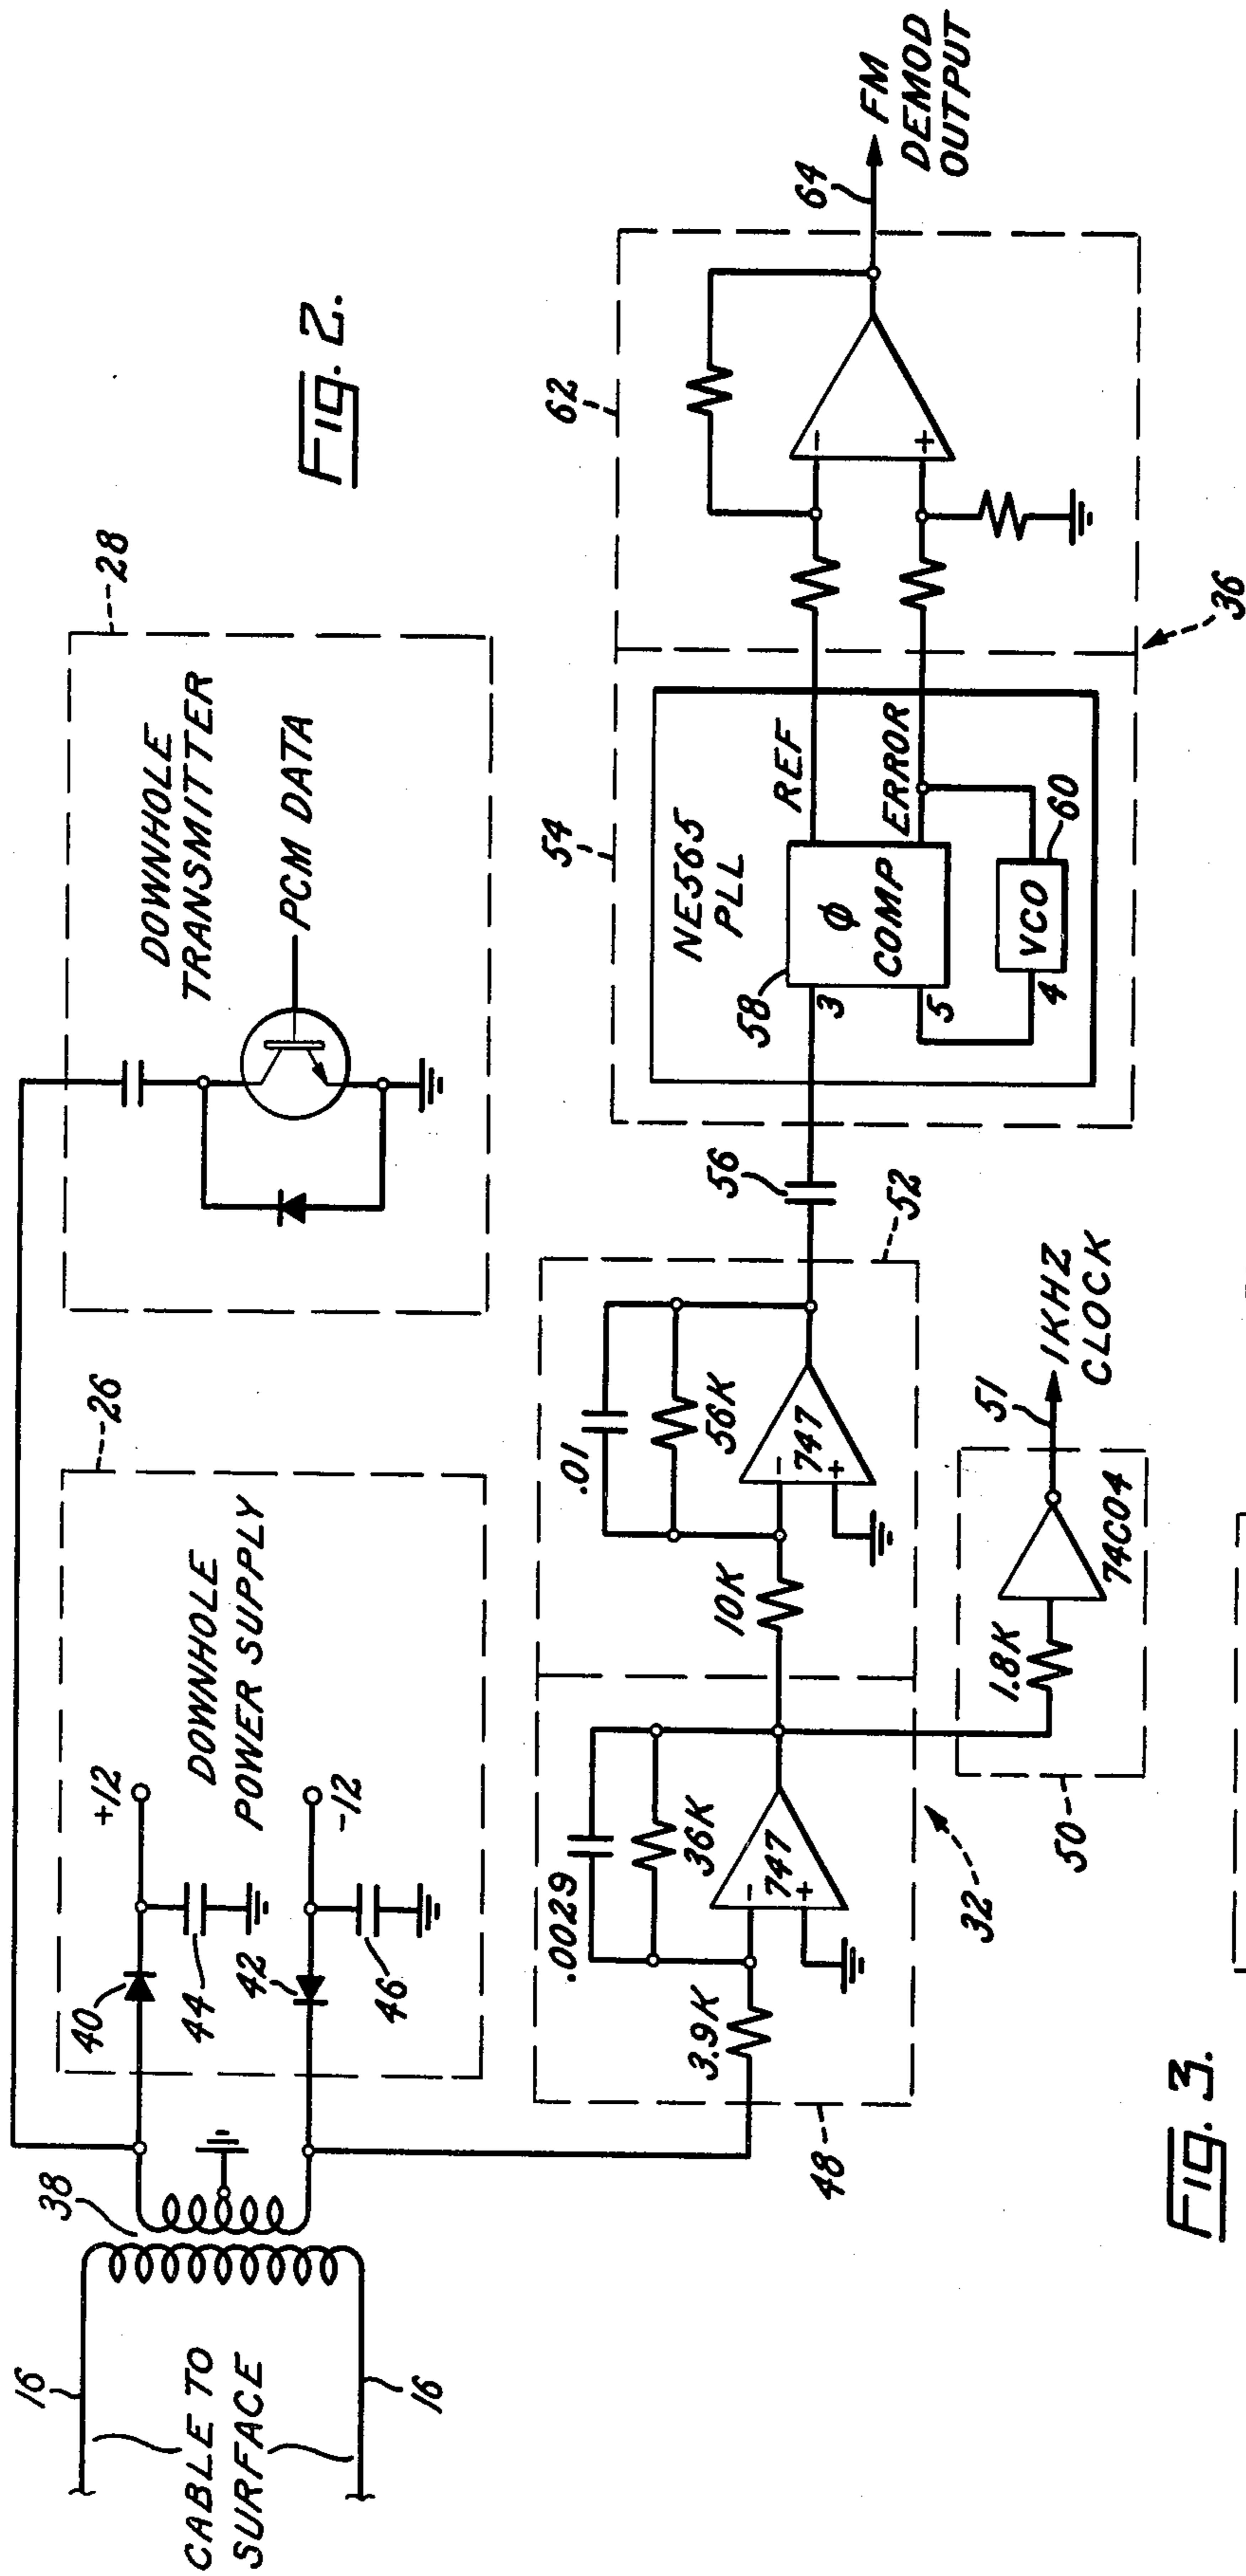 Fig. 2.
CABLE TO
SURFACE
16
16
38
26
DOWNHOLE
POWER SUPPLY
+12
-12
40
44
42
46
28
DOWNHOLE
TRANSMITTER
PCM DATA
48
3.9K
.0029
36K
747
-
+
32
10K
.01
56K
747
-
+
52
50
1.8K
74C04
51
1KHZ
CLOCK
56
54
NE565
PLL
58
3
5
Φ
COMP
REF
ERROR
4
VCO
60
36
62
-
+
64
FM
DEMOD
OUTPUT
Fig. 3.